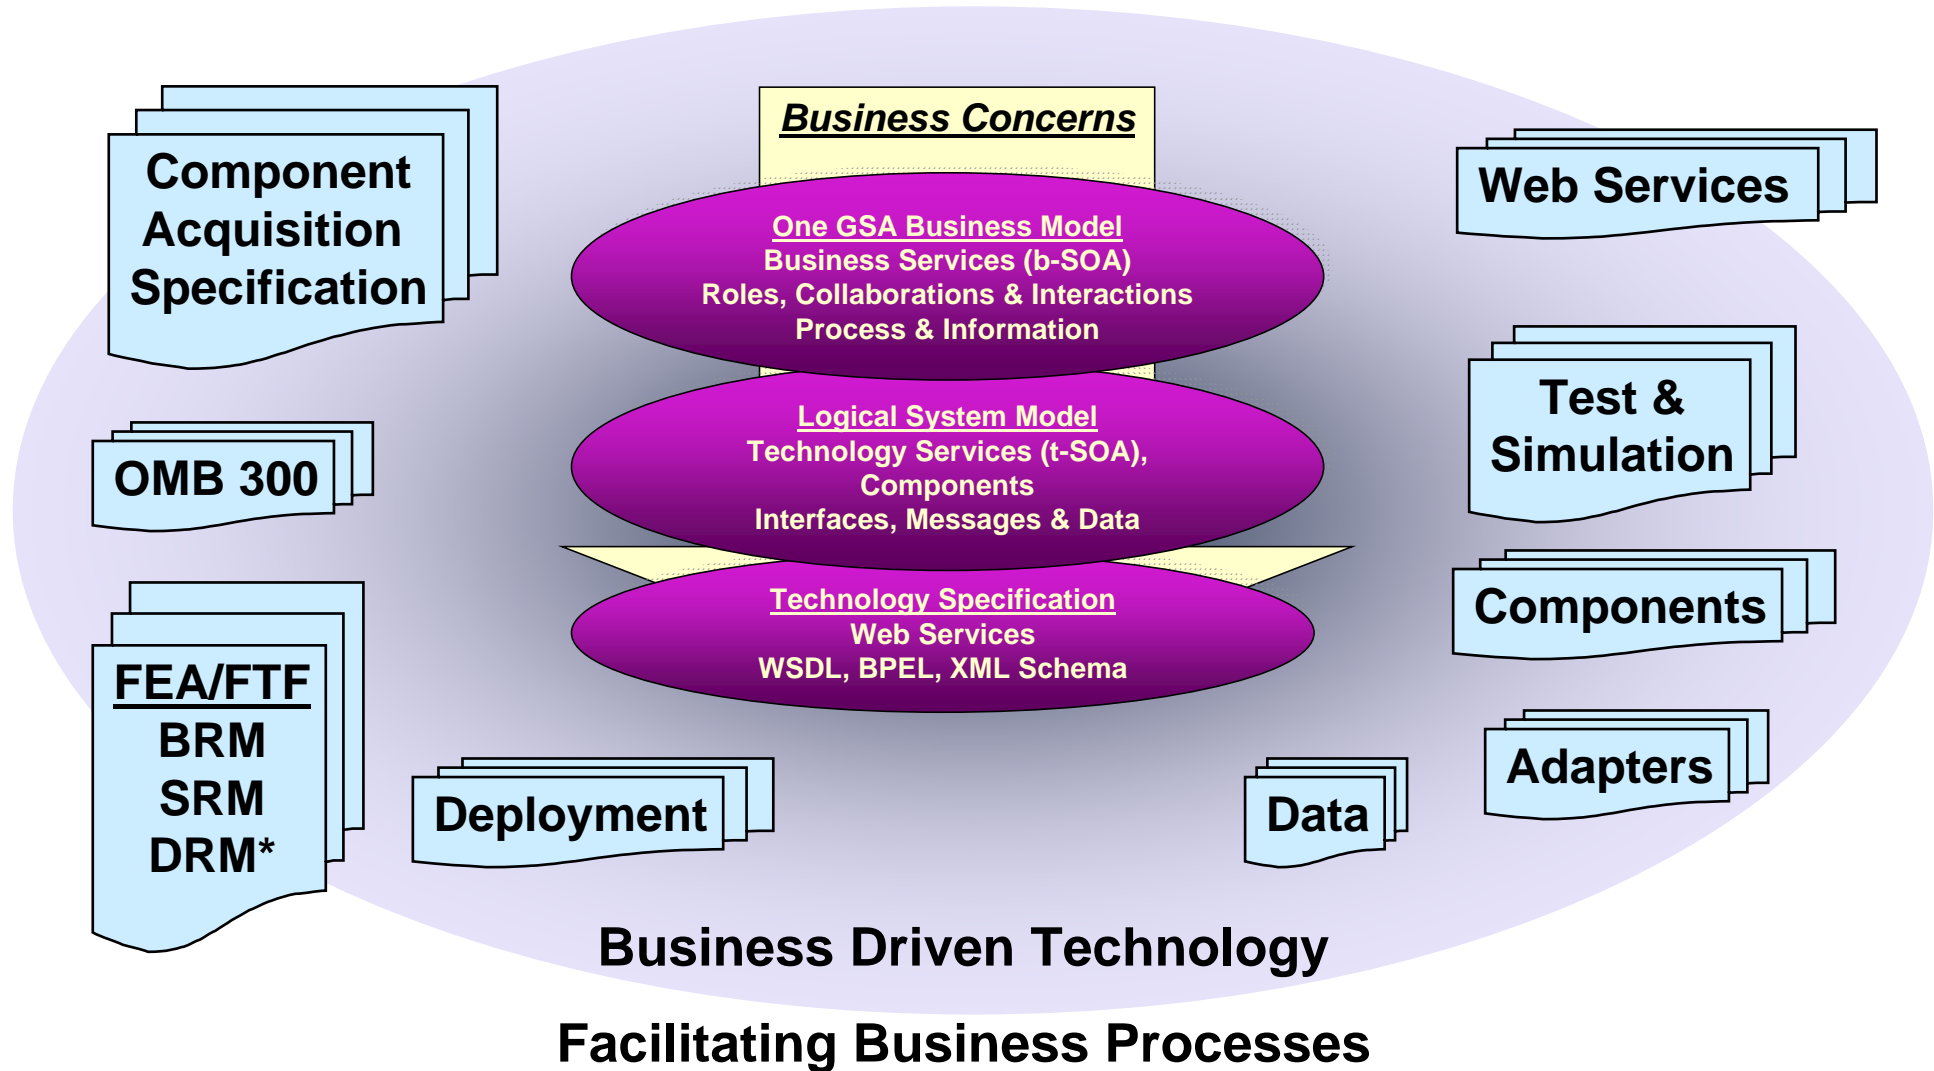 Business Concerns
Component
Acquisition
Specification
Web Services
One GSA Business Model
Business Services (b-SOA)
Roles, Collaborations & Interactions
Process & Information
Logical System Model
Technology Services (t-SOA),
Components
Interfaces, Messages & Data
OMB 300
Test &
Simulation
Technology Specification
Web Services
WSDL, BPEL, XML Schema
Components
FEA/FTF
BRM
SRM
DRM*
Deployment
Data
Adapters
Business Driven Technology
Facilitating Business Processes